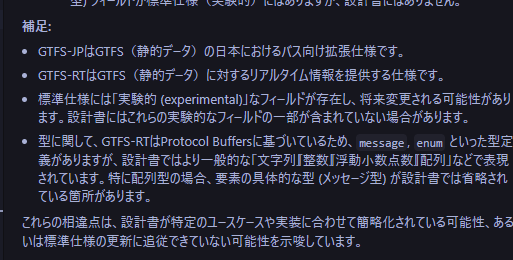 型) フィールドが標準仕様（実験的）にはありますが、設計書にはありません。
補足:
• GTFS-JPはGTFS（静的データ）の日本におけるバス向け拡張仕様です。
• GTFS-RTはGTFS（静的データ）に対するリアルタイム情報を提供する仕様です。
• 標準仕様には「実験的 (experimental)」なフィールドが存在し、将来変更される可能性があり
ます。設計書にはこれらの実験的なフィールドの一部が含まれていない場合があります。
• 型に関して、GTFS-RTはProtocol Buffersに基づいているため、message, enum といった型定
義がありますが、設計書ではより一般的な「文字列」「整数」「浮動小数点数」「配列」などで表現
されています。特に配列型の場合、要素の具体的な型 (メッセージ型) が設計書では省略され
ている箇所があります。
これらの相違点は、設計書が特定のユースケースや実装に合わせて簡略化されている可能性、ある
いは標準仕様の更新に追従できていない可能性を示唆しています。